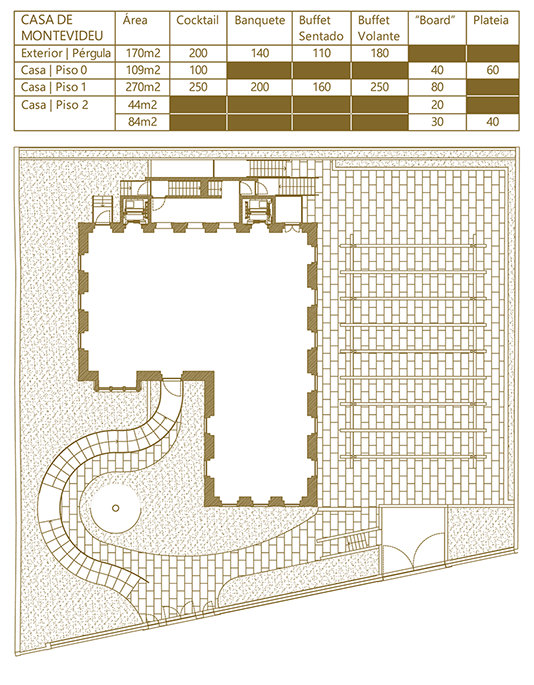 CASA DE MONTEVIDEU Área Cocktail Banquete Buffet Sentado Buffet Volante “Board” Plateia
Exterior | Pérgula 170m2 200 140 110 180
Casa | Piso 0 109m2 100 40 60
Casa | Piso 1 270m2 250 200 160 250 80
Casa | Piso 2 44m2 20
84m2 30 40